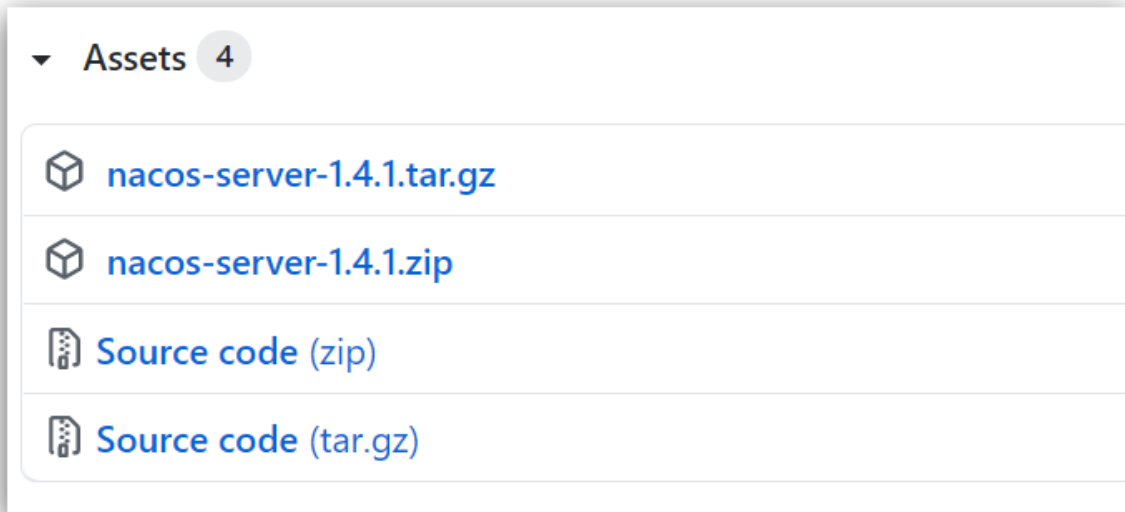 Assets 4
nacos-server-1.4.1.tar.gz
nacos-server-1.4.1.zip
Source code (zip)
Source code (tar.gz)